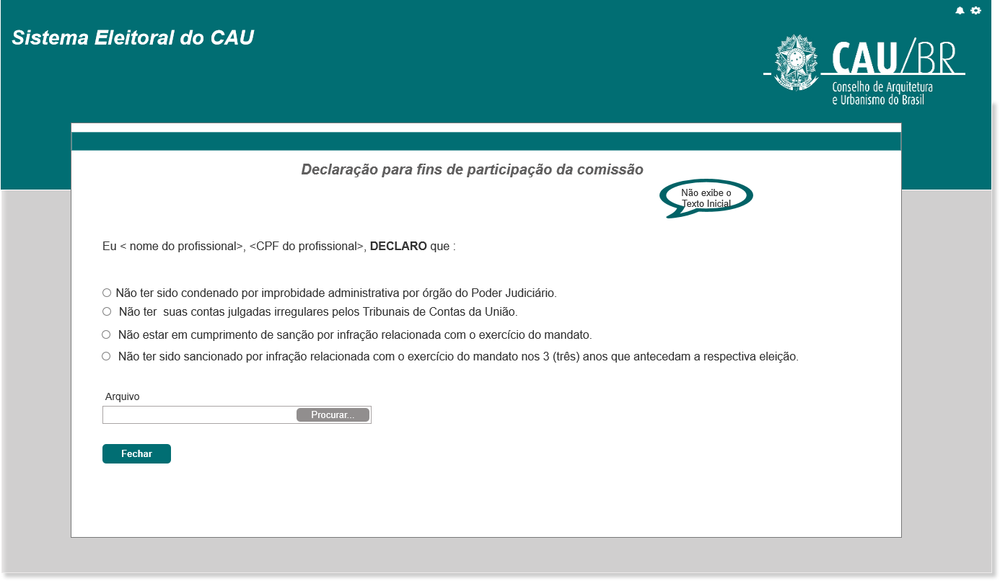 Sistema Eleitoral do CAU
CAU/BR
Conselho de Arquitetura
e Urbanismo do Brasil
Declaração para fins de participação da comissão
Não exibe o
Texto Inicial
Eu < nome do profissional>, <CPF do profissional>, DECLARO que :
Não ter sido condenado por improbidade administrativa por órgão do Poder Judiciário.
Não ter  suas contas julgadas irregulares pelos Tribunais de Contas da União.
Não estar em cumprimento de sanção por infração relacionada com o exercício do mandato.
Não ter sido sancionado por infração relacionada com o exercício do mandato nos 3 (três) anos que antecedam a respectiva eleição.
Arquivo
Procurar...
Fechar